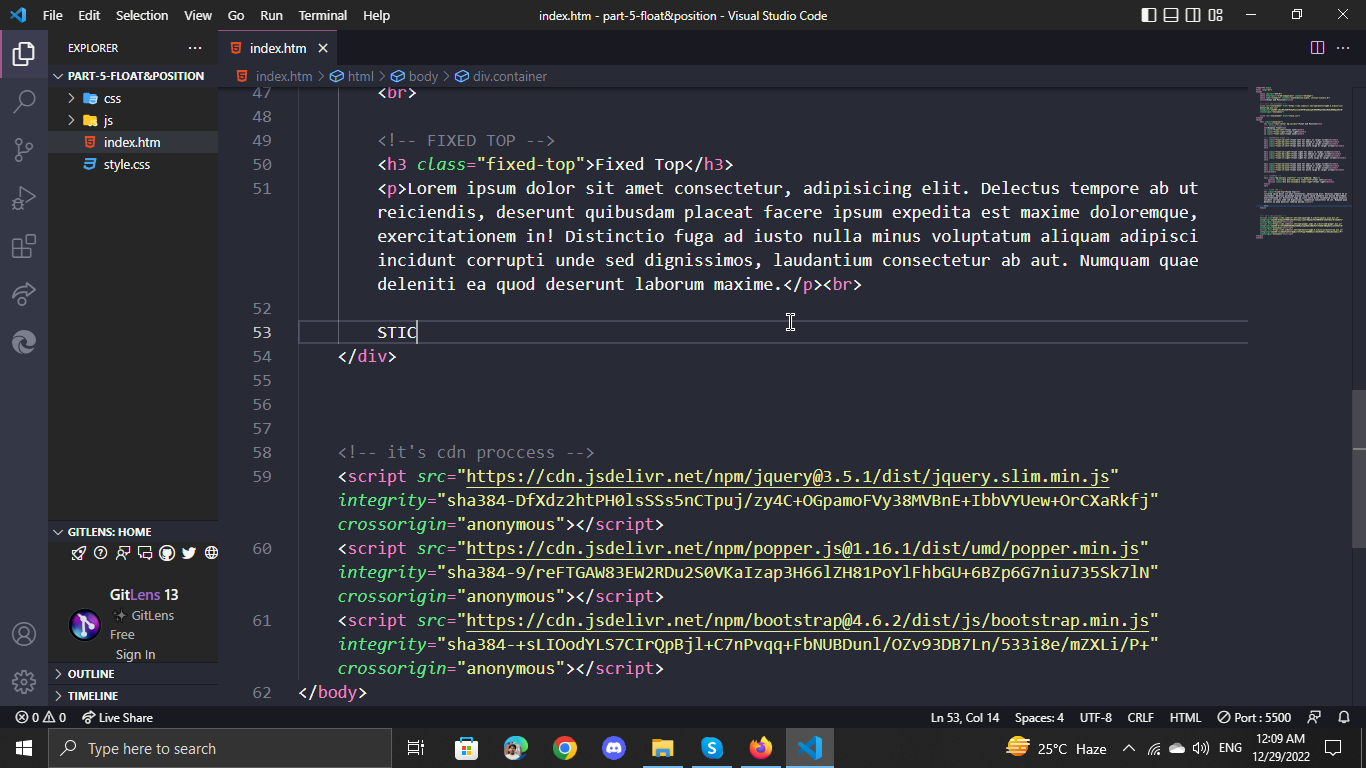 File Edit Selection View Go Run Terminal Help
index.htm - part-5-float&position - Visual Studio Code
EXPLORER
PART-5-FLOAT&POSITION
css
js
index.htm
style.css
GITLENS: HOME
GitLens 13
GitLens
Free
Sign In
OUTLINE
TIMELINE
index.htm
index.htm > html > body > div.container
47 <br>
48
49 <!-- FIXED TOP -->
50 <h3 class="fixed-top">Fixed Top</h3>
51 <p>Lorem ipsum dolor sit amet consectetur, adipisicing elit. Delectus tempore ab ut
reiciendis, deserunt quibusdam placeat facere ipsum expedita est maxime doloremque,
exercitationem in! Distinctio fuga ad iusto nulla minus voluptatum aliquam adipisci
incidunt corrupti unde sed dignissimos, laudantium consectetur ab aut. Numquam quae
deleniti ea quod deserunt laborum maxime.</p><br>
52
53 STIC
54 </div>
55
56
57
58 <!-- it's cdn proccess -->
59 <script src="https://cdn.jsdelivr.net/npm/jquery@3.5.1/dist/jquery.slim.min.js"
integrity="sha384-DfXdz2htPH0lsSSs5nCTpuj/zy4C+OGpamoFVy38MVBnE+IbbVYUew+OrCXaRkfj"
crossorigin="anonymous"></script>
60 <script src="https://cdn.jsdelivr.net/npm/popper.js@1.16.1/dist/umd/popper.min.js"
integrity="sha384-9/reFTGAW83EW2RDu2S0VKaIzap3H66lZH81PoYlFhbGU+6BZp6G7niu735Sk7lN"
crossorigin="anonymous"></script>
61 <script src="https://cdn.jsdelivr.net/npm/bootstrap@4.6.2/dist/js/bootstrap.min.js"
integrity="sha384-+sLIOodYLS7CIrQpBjl+C7nPvqq+FbNUBDunl/OZv93DB7Ln/533i8e/mZXLi/P+"
crossorigin="anonymous"></script>
62 </body>
0 0 Live Share
Ln 53, Col 14 Spaces: 4 UTF-8 CRLF HTML Port : 5500
Type here to search
25°C Haze
ENG
12:09 AM
12/29/2022